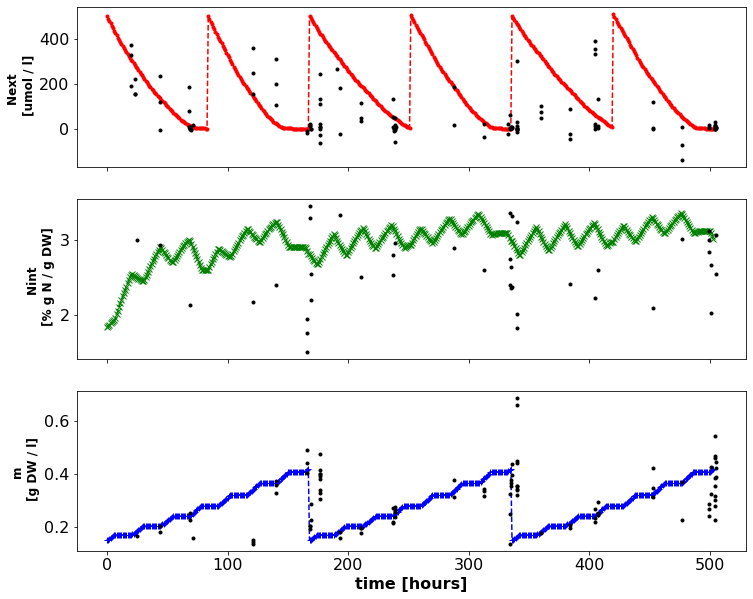 Next
[umol / l]
400
200
0
Nint
[% g N / g DW]
3
2
m
[g DW / l]
0.6
0.4
0.2
0 100 200 300 400 500
time [hours]